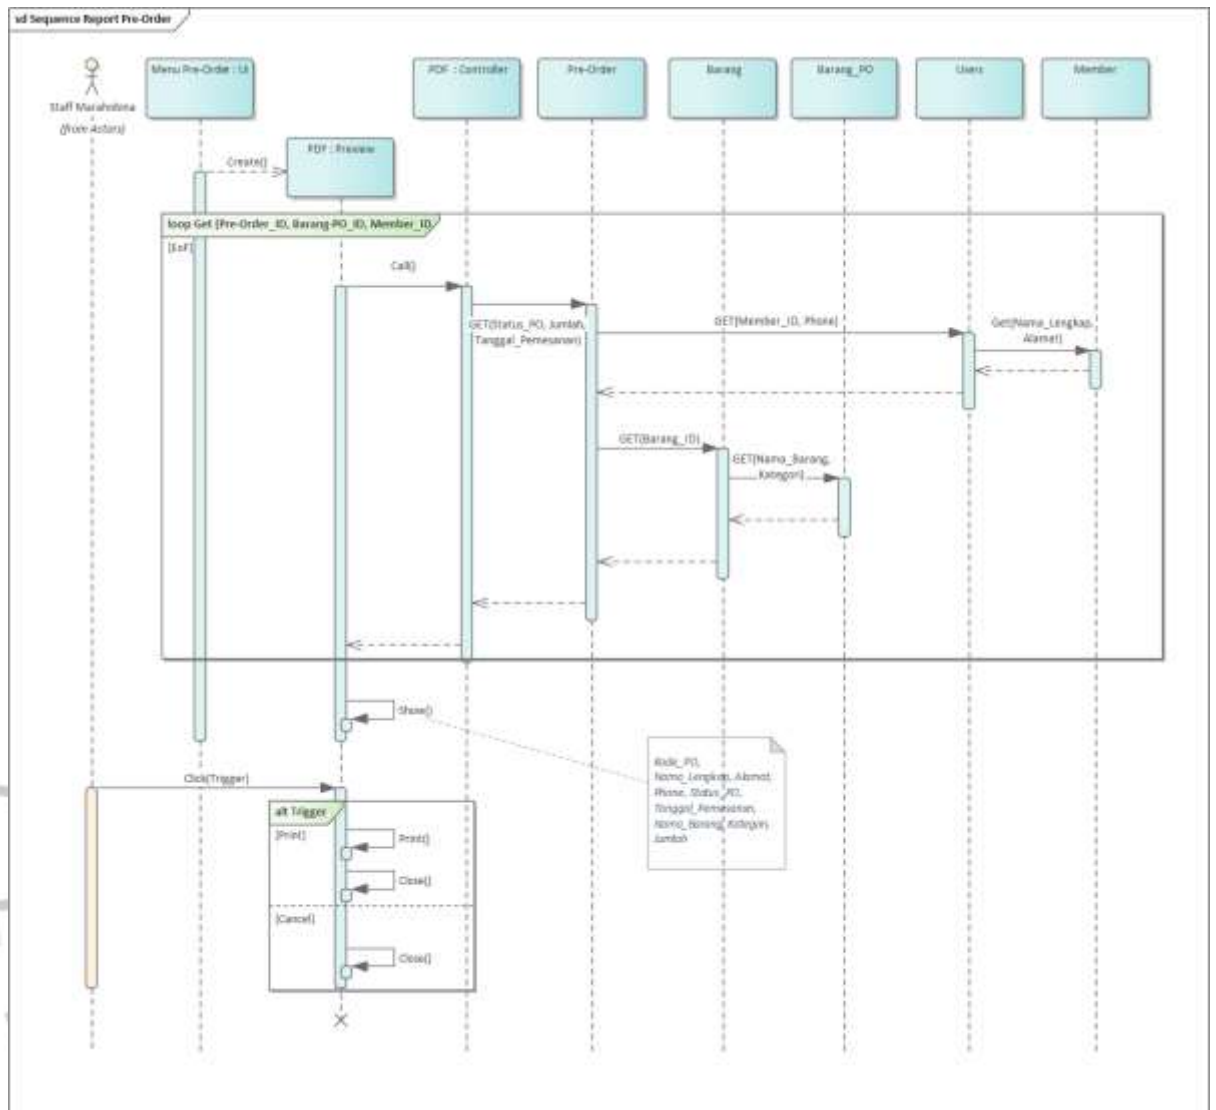 sd Sequence Report Pre-Order
Staff Marahobina
(from Actors)
Menu Pre-Order : UI
PDF : Controller
Pre-Order
Barang
Barang_PO
Users
Member
Create()
PDF : Preview
loop Get [Pre-Order_ID, Barang-PO_ID, Member_ID,
[EoF]
Call()
GET(Status_PO, Jumlah,
Tanggal_Pemesanan)
GET(Member_ID, Phone)
Get(Nama_Lengkap,
Alamat)
GET(Barang_ID)
GET(Nama_Barang,
Kategori)
Show()
Kode_PO,
Nama_Lengkap, Alamat,
Phone, Status_PO,
Tanggal_Pemesanan,
Nama_Barang, Kategori,
Jumlah
Click(Trigger)
alt Trigger
[Print]
Print()
Close()
[Cancel]
Close()